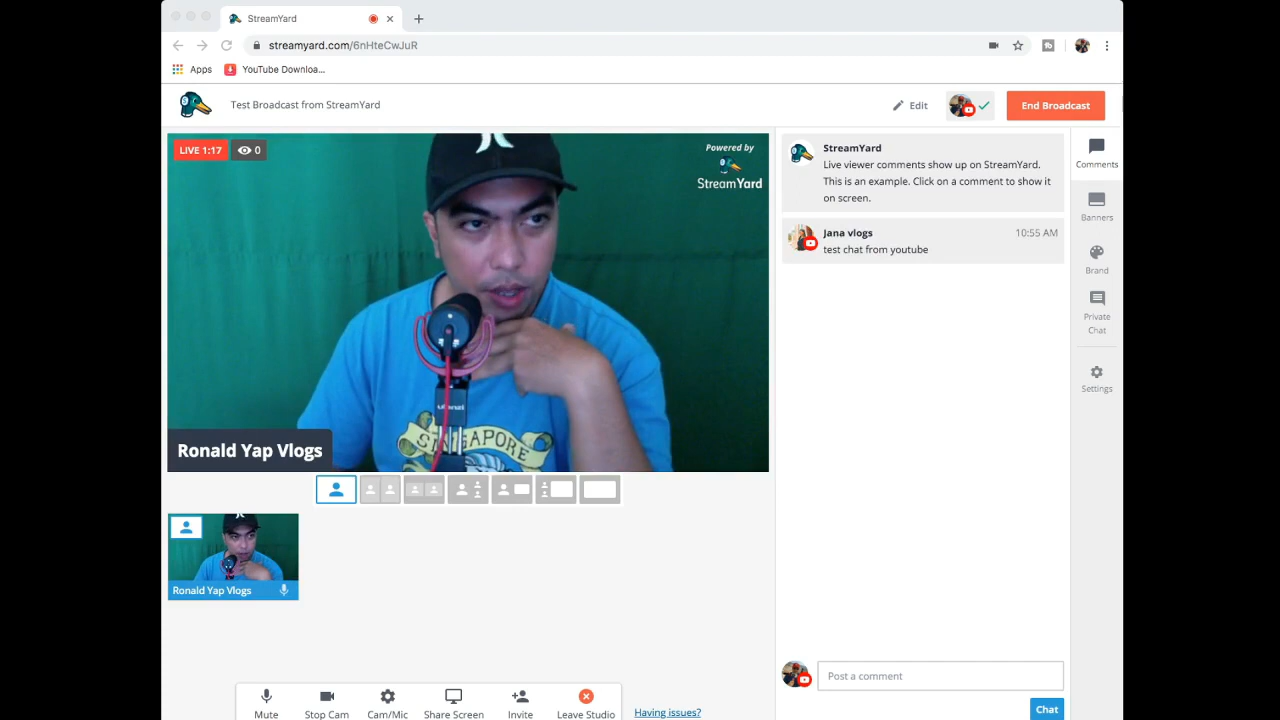 StreamYard
streamyard.com/6nHteCwJuR
Apps
YouTube Downloa...
Test Broadcast from StreamYard
Edit
End Broadcast
LIVE 1:17
0
Powered by
StreamYard
ulanzi
SINGAPORE
Ronald Yap Vlogs
Ronald Yap Vlogs
StreamYard
Live viewer comments show up on StreamYard.
This is an example. Click on a comment to show it
on screen.
Jana vlogs
10:55 AM
test chat from youtube
Comments
Banners
Brand
Private
Chat
Settings
Post a comment
Chat
Mute
Stop Cam
Cam/Mic
Share Screen
Invite
Leave Studio
Having issues?